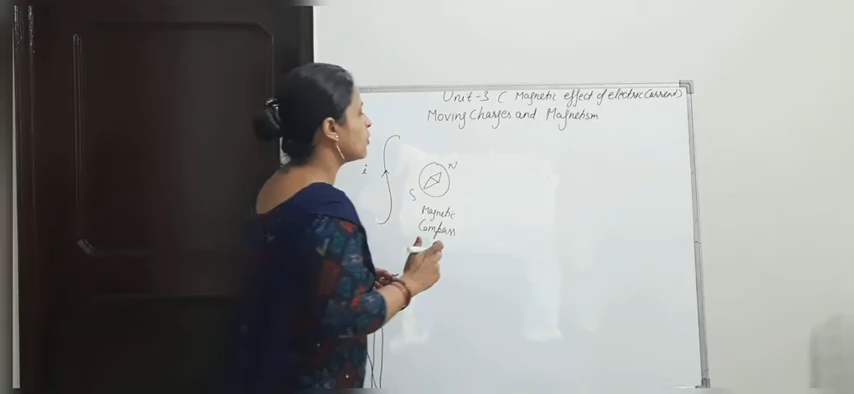 Unit-3 ( Magnetic effect of electric Current)
Moving Charges and Magnetism
i
N
S
Magnetic
Compass